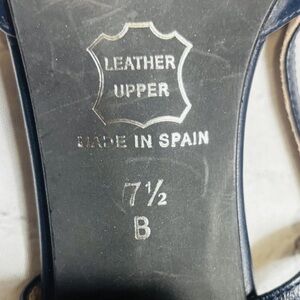 LEATHER
UPPER
MADE IN SPAIN
7½
B